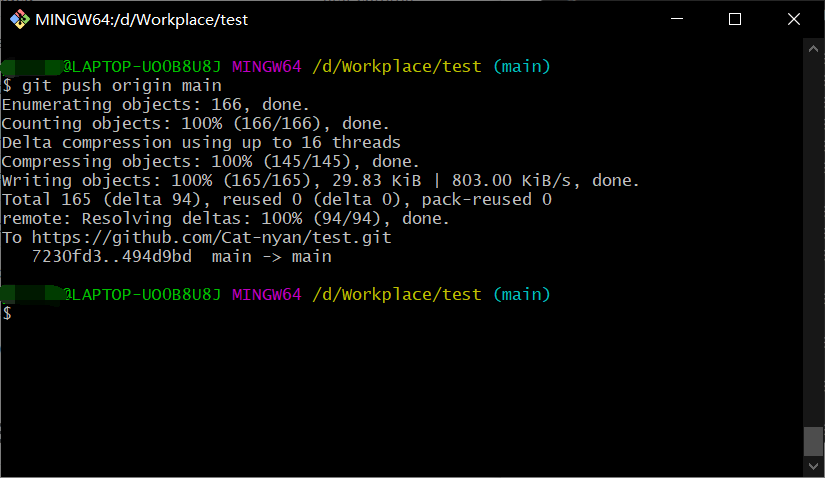 MINGW64:/d/Workplace/test
@LAPTOP-UOOB8U8J MINGW64 /d/Workplace/test (main)
$ git push origin main
Enumerating objects: 166, done.
Counting objects: 100% (166/166), done.
Delta compression using up to 16 threads
Compressing objects: 100% (145/145), done.
Writing objects: 100% (165/165), 29.83 KiB | 803.00 KiB/s, done.
Total 165 (delta 94), reused 0 (delta 0), pack-reused 0
remote: Resolving deltas: 100% (94/94), done.
To https://github.com/Cat-nyan/test.git
   7230fd3..494d9bd  main -> main
@LAPTOP-UOOB8U8J MINGW64 /d/Workplace/test (main)
$